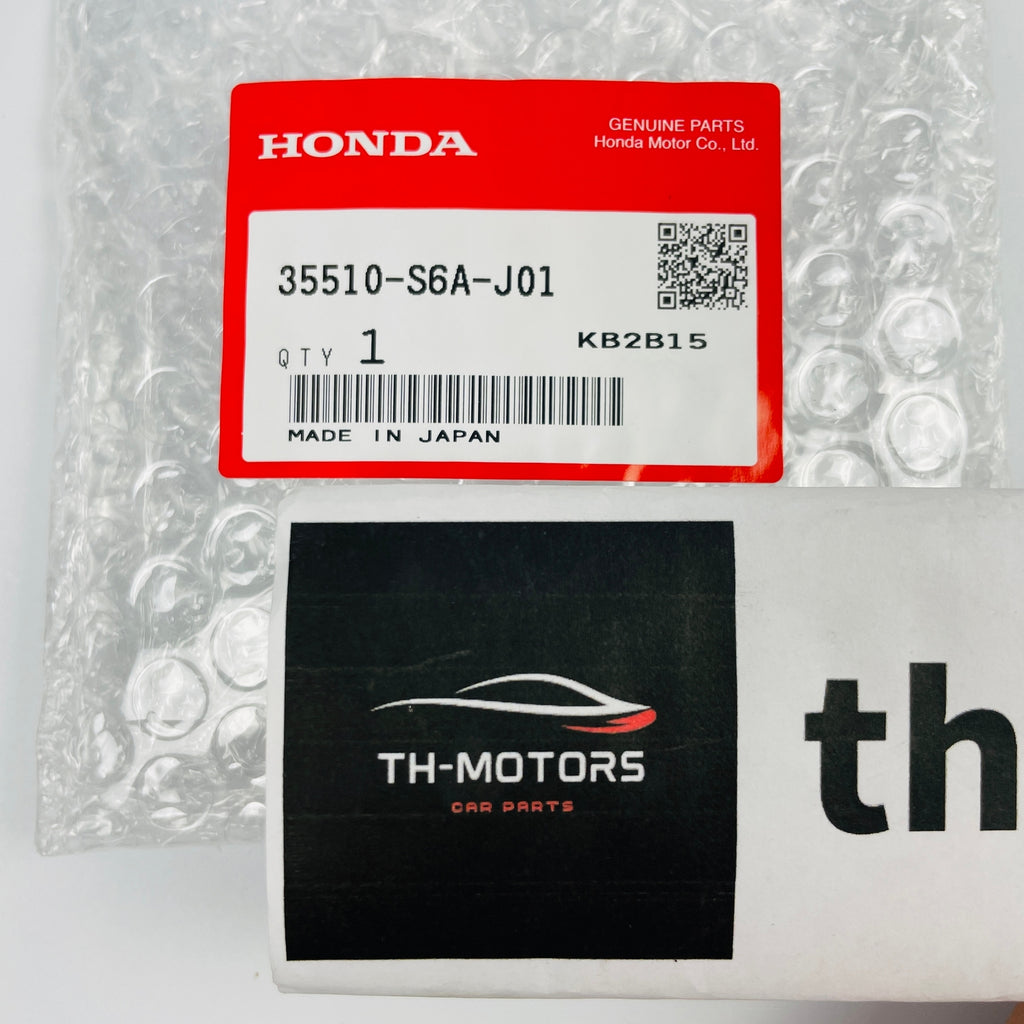 HONDA
GENUINE PARTS
Honda Motor Co., Ltd.
35510-S6A-J01
QTY 1
KB2B15
MADE IN JAPAN
TH-MOTORS
CAR PARTS
th